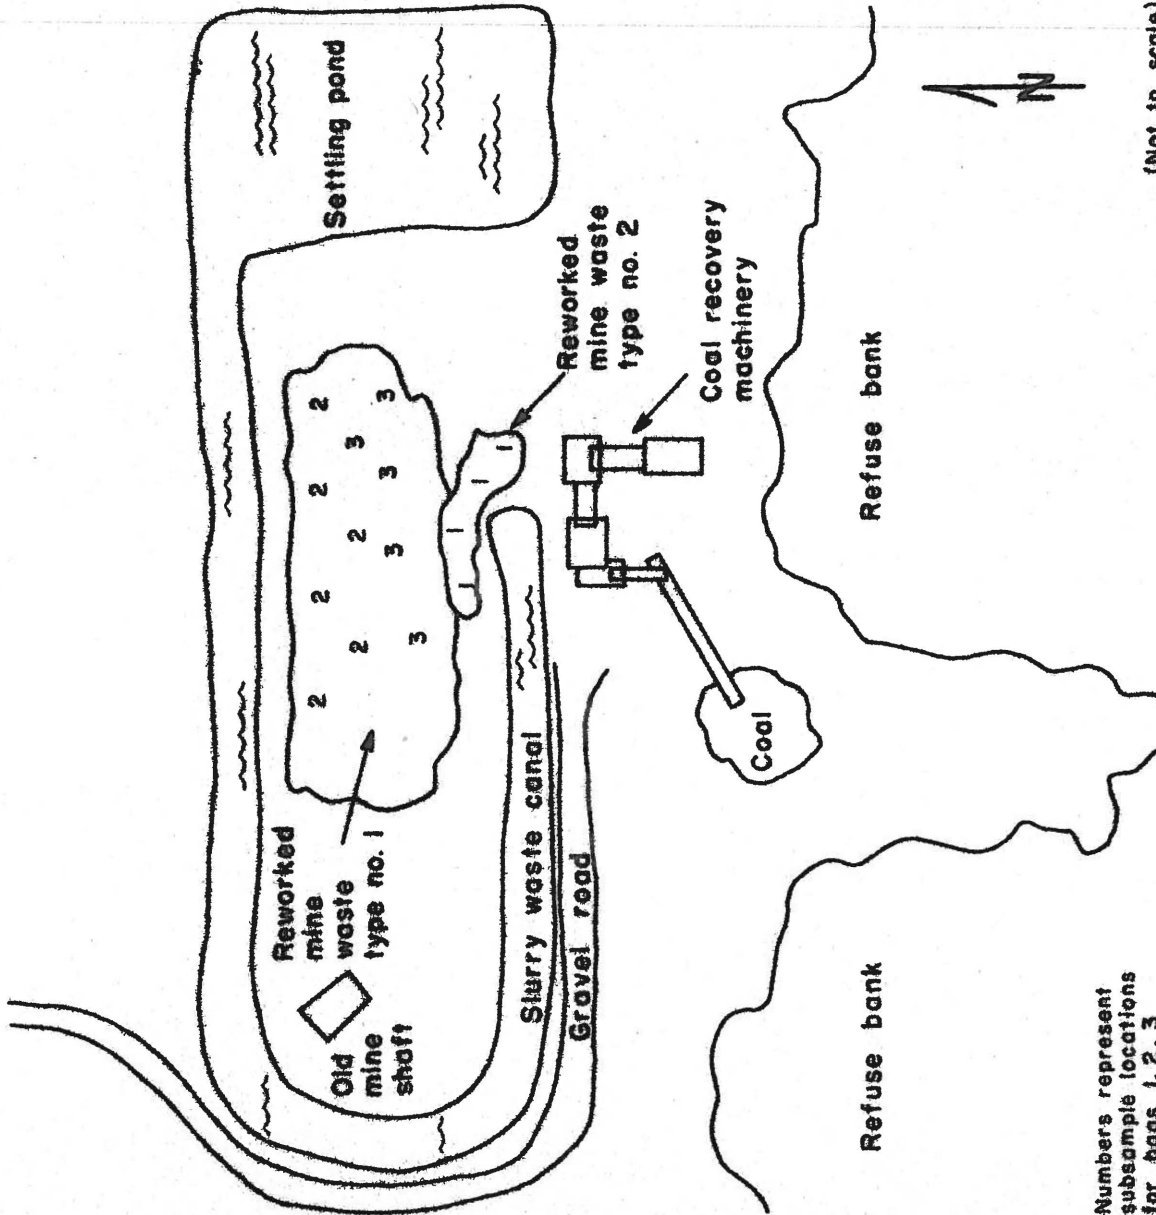 Settling pond
Reworked
mine
waste
type no. 1
Old
mine
shaft
2 2 2 2
2 2 3
3 3
3
3
1 1 1 1
Slurry waste canal
Gravel road
Reworked
mine waste
type no. 2
Coal recovery
machinery
Coal
Refuse bank
Refuse bank
N
Numbers represent
subsample locations
for bags 1, 2, 3
(Not to scale)